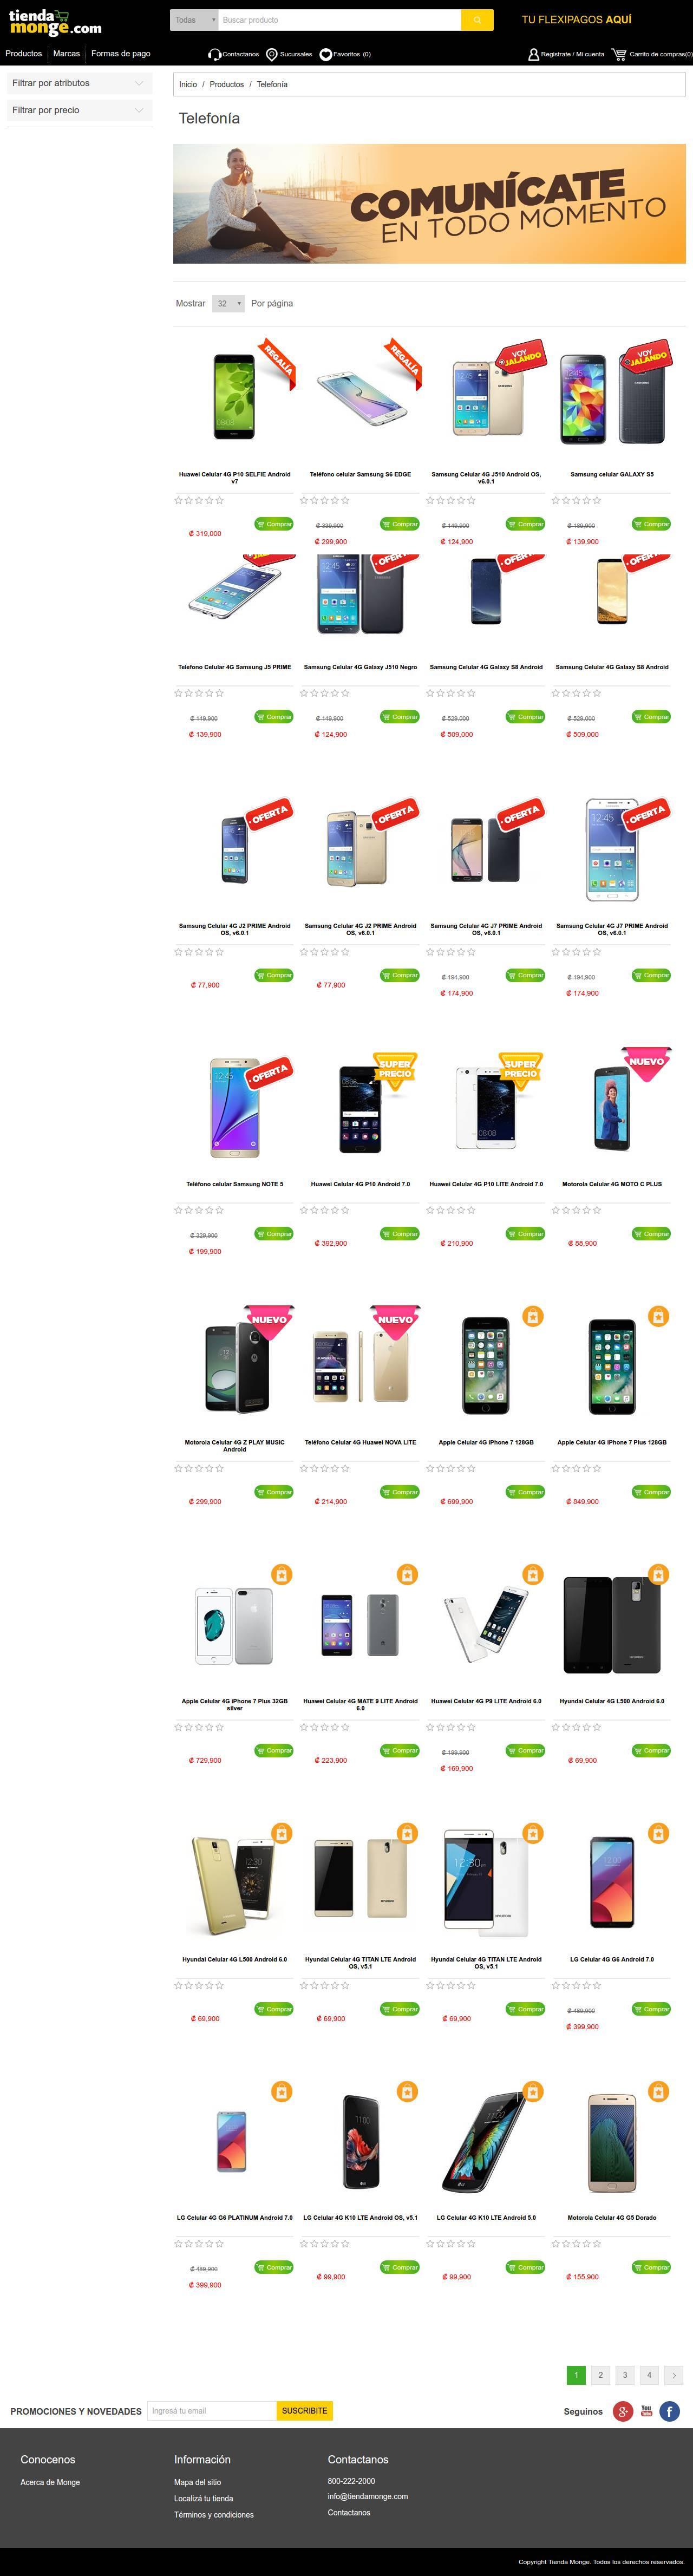 tienda
monge.com
Todas
Buscar producto
TU FLEXIPAGOS AQUÍ
Productos
Marcas
Formas de pago
Contactanos
Sucursales
Favoritos (0)
Registrate / Mi cuenta
Carrito de compras(0)
Filtrar por atributos
Filtrar por precio
Inicio / Productos / Telefonía
Telefonía
COMUNÍCATE
EN TODO MOMENTO
Mostrar 32 Por página
REGALÍA
REGALÍA
VOY JALANDO
VOY JALANDO
Huawei Celular 4G P10 SELFIE Android v7
Teléfono celular Samsung S6 EDGE
Samsung Celular 4G J510 Android OS, v6.0.1
Samsung celular GALAXY S5
₡ 319,000 Comprar
₡ 339,900 Comprar ₡ 299,900
₡ 149,900 Comprar ₡ 124,900
₡ 189,900 Comprar ₡ 139,900
OFERTA
OFERTA
OFERTA
Telefono Celular 4G Samsung J5 PRIME
Samsung Celular 4G Galaxy J510 Negro
Samsung Celular 4G Galaxy S8 Android
Samsung Celular 4G Galaxy S8 Android
₡ 149,900 Comprar ₡ 139,900
₡ 149,900 Comprar ₡ 124,900
₡ 529,000 Comprar ₡ 509,000
₡ 529,000 Comprar ₡ 509,000
OFERTA
OFERTA
OFERTA
OFERTA
Samsung Celular 4G J2 PRIME Android OS, v6.0.1
Samsung Celular 4G J2 PRIME Android OS, v6.0.1
Samsung Celular 4G J7 PRIME Android OS, v6.0.1
Samsung Celular 4G J7 PRIME Android OS, v6.0.1
₡ 77,900 Comprar
₡ 77,900 Comprar
₡ 194,900 Comprar ₡ 174,900
₡ 194,900 Comprar ₡ 174,900
OFERTA
SUPER PRECIO
SUPER PRECIO
NUEVO
Teléfono celular Samsung NOTE 5
Huawei Celular 4G P10 Android 7.0
Huawei Celular 4G P10 LITE Android 7.0
Motorola Celular 4G MOTO C PLUS
₡ 329,900 Comprar ₡ 199,900
₡ 392,900 Comprar
₡ 210,900 Comprar
₡ 88,900 Comprar
NUEVO
NUEVO
Motorola Celular 4G Z PLAY MUSIC Android
Teléfono Celular 4G Huawei NOVA LITE
Apple Celular 4G iPhone 7 128GB
Apple Celular 4G iPhone 7 Plus 128GB
₡ 299,900 Comprar
₡ 214,900 Comprar
₡ 699,900 Comprar
₡ 849,900 Comprar
Apple Celular 4G iPhone 7 Plus 32GB silver
Huawei Celular 4G MATE 9 LITE Android 6.0
Huawei Celular 4G P9 LITE Android 6.0
Hyundai Celular 4G L500 Android 6.0
₡ 729,900 Comprar
₡ 223,900 Comprar
₡ 199,900 Comprar ₡ 169,900
₡ 69,900 Comprar
Hyundai Celular 4G L500 Android 6.0
Hyundai Celular 4G TITAN LTE Android OS, v5.1
Hyundai Celular 4G TITAN LTE Android OS, v5.1
LG Celular 4G G6 Android 7.0
₡ 69,900 Comprar
₡ 69,900 Comprar
₡ 69,900 Comprar
₡ 489,900 Comprar ₡ 399,900
LG Celular 4G G6 PLATINUM Android 7.0
LG Celular 4G K10 LTE Android OS, v5.1
LG Celular 4G K10 LTE Android 5.0
Motorola Celular 4G G5 Dorado
₡ 489,900 Comprar ₡ 399,900
₡ 99,900 Comprar
₡ 99,900 Comprar
₡ 155,900 Comprar
1 2 3 4
PROMOCIONES Y NOVEDADES
Ingresá tu email
SUSCRIBITE
Seguinos
Conocenos
Acerca de Monge
Información
Mapa del sitio
Localizá tu tienda
Términos y condiciones
Contactanos
800-222-2000
info@tiendamonge.com
Contactanos
Copyright Tienda Monge. Todos los derechos reservados.